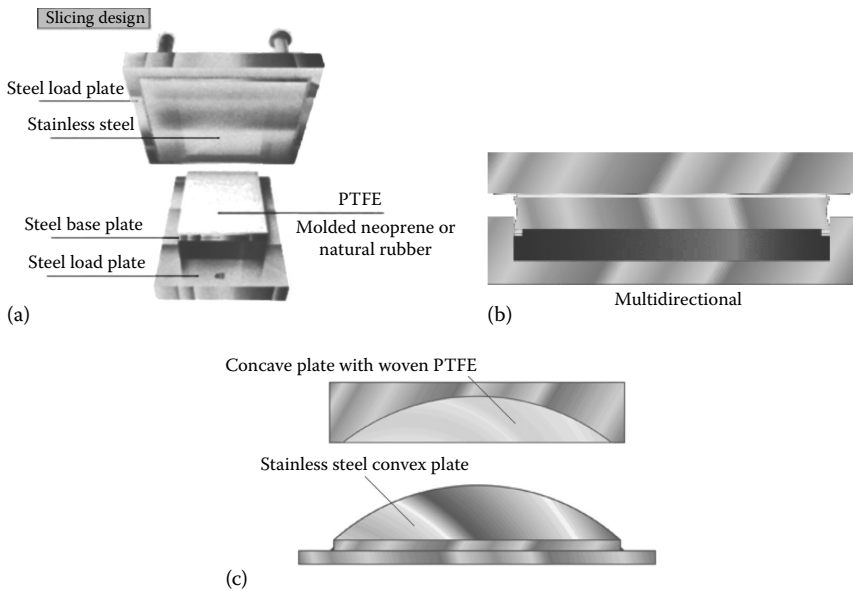 Slicing design
Steel load plate
Stainless steel
PTFE
Steel base plate
Molded neoprene or
natural rubber
Steel load plate
(a)
Multidirectional
(b)
Concave plate with woven PTFE
Stainless steel convex plate
(c)